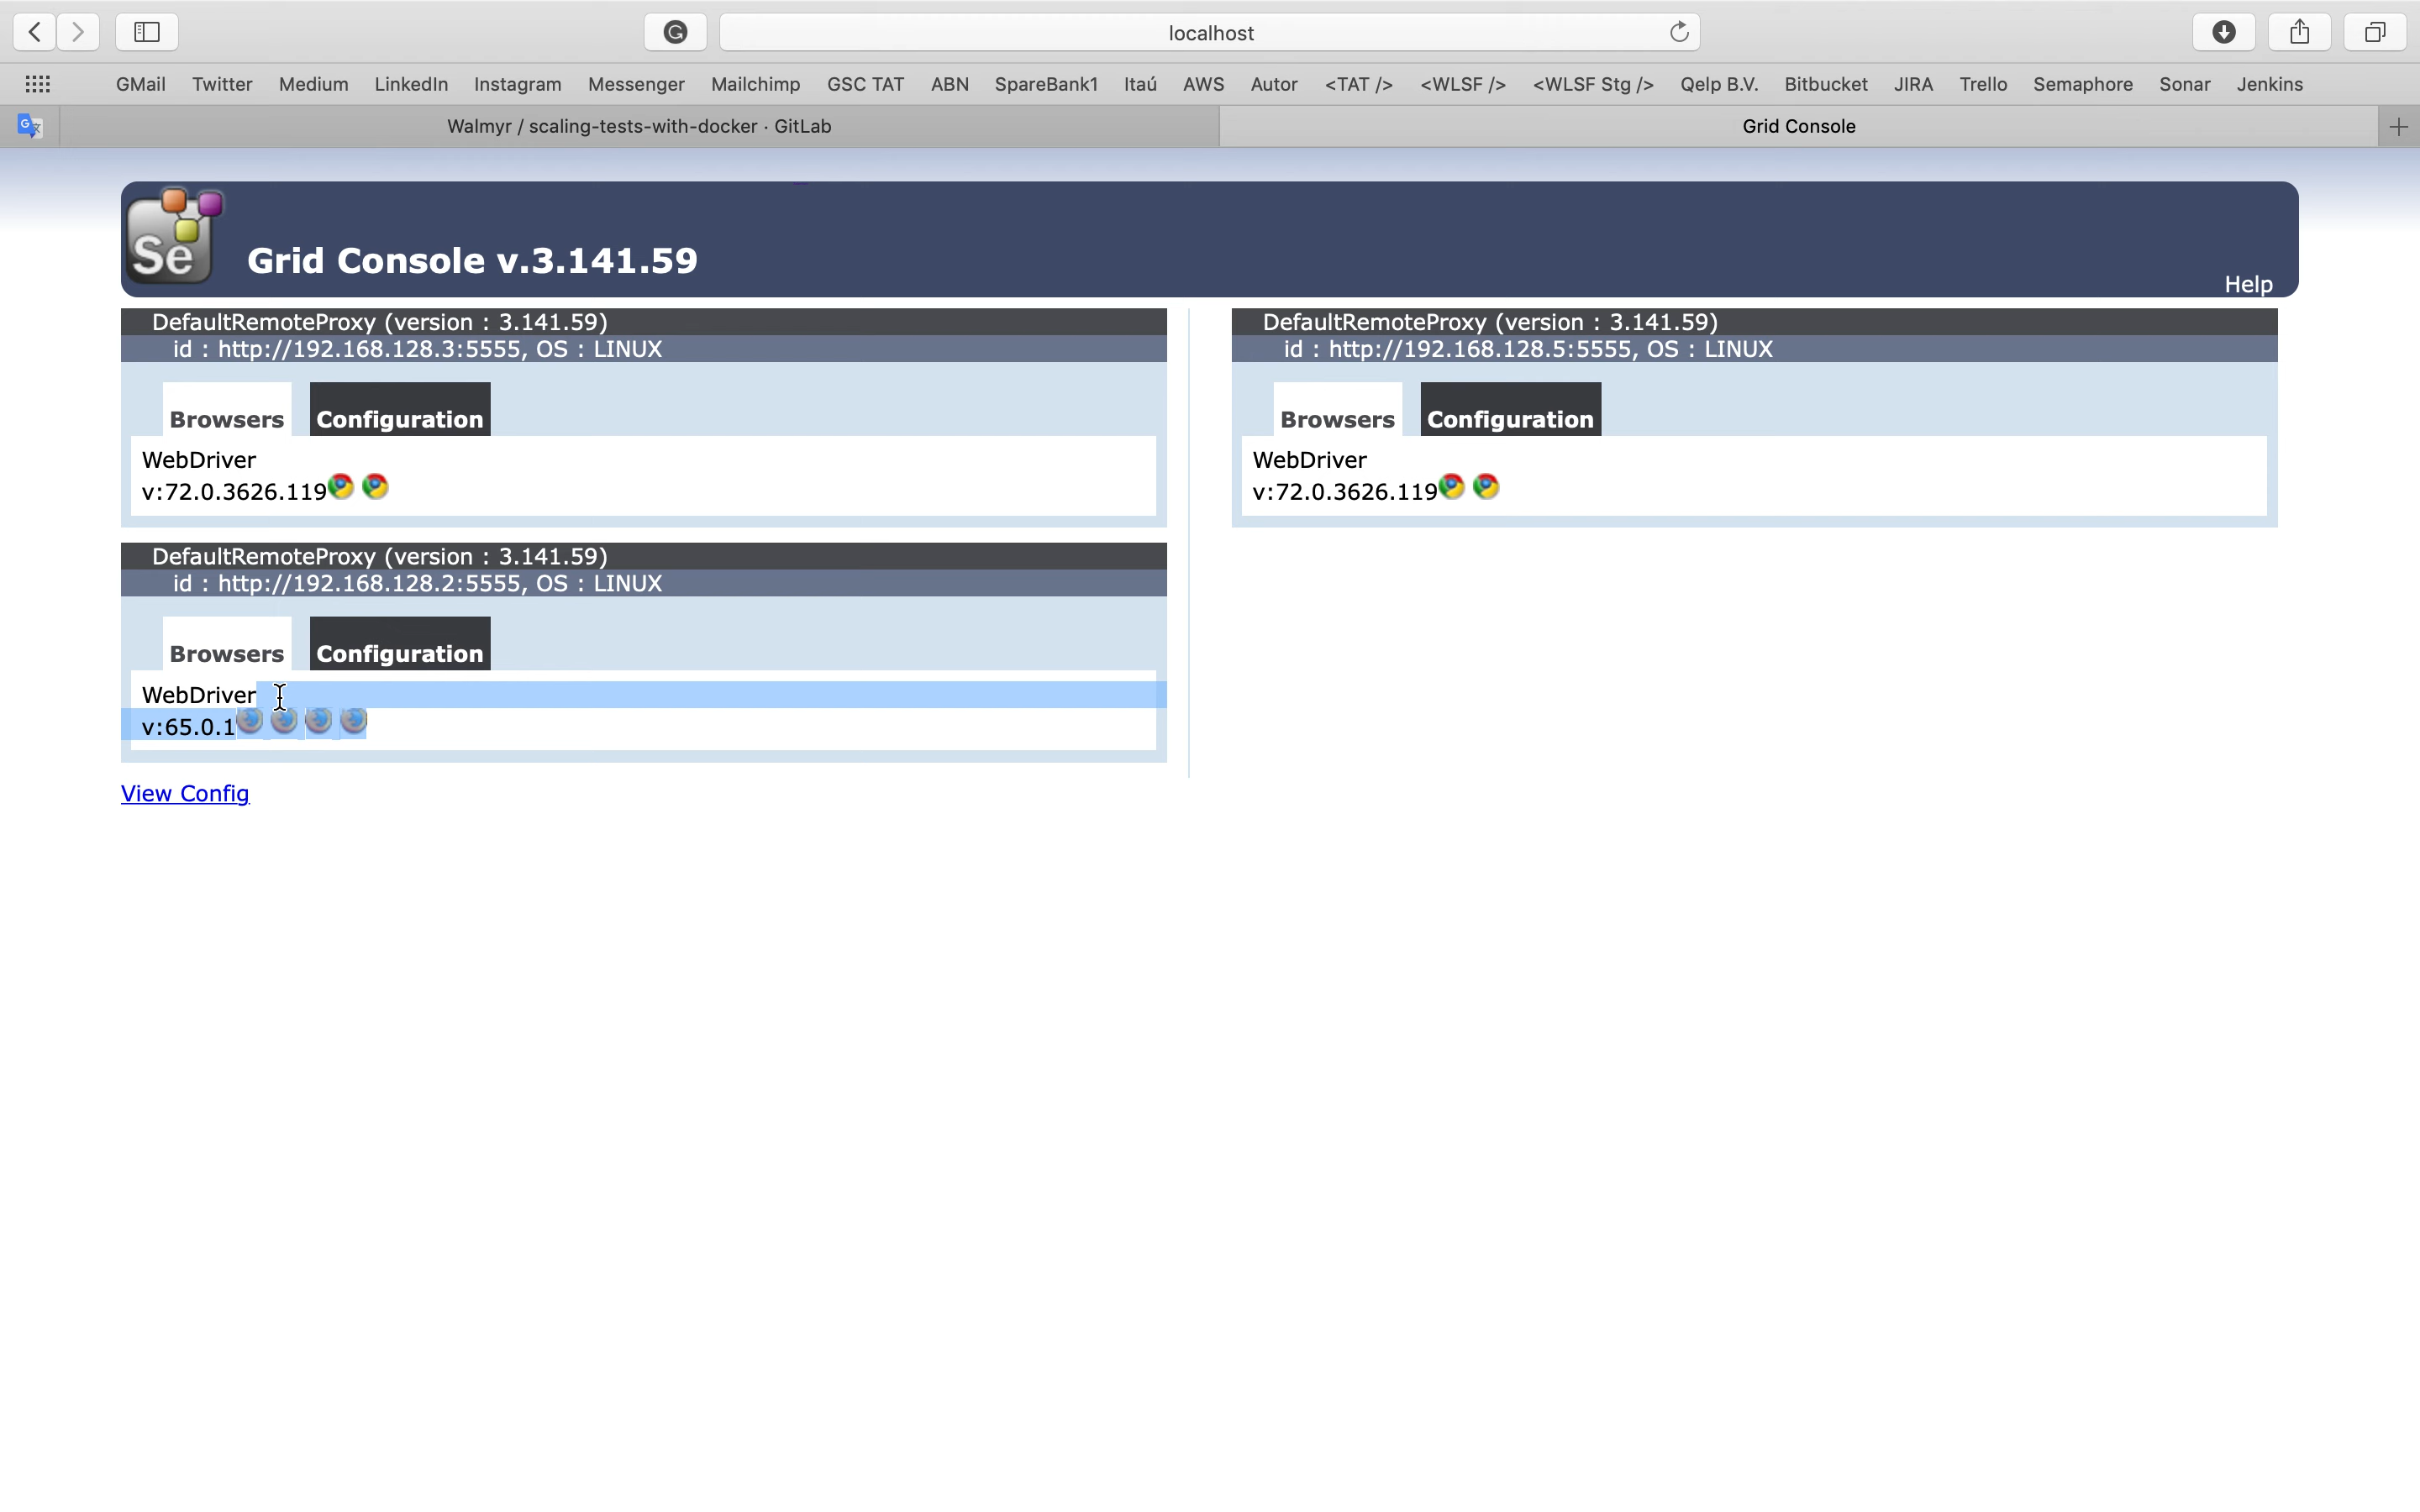 localhost
GMail Twitter Medium LinkedIn Instagram Messenger Mailchimp GSC TAT ABN SpareBank1 Itaú AWS Autor <TAT /> <WLSF /> <WLSF Stg /> Qelp B.V. Bitbucket JIRA Trello Semaphore Sonar Jenkins
Walmyr / scaling-tests-with-docker · GitLab
Grid Console
Se
Grid Console v.3.141.59
Help
DefaultRemoteProxy (version : 3.141.59)
id : http://192.168.128.3:5555, OS : LINUX
Browsers Configuration
WebDriver
v:72.0.3626.119
DefaultRemoteProxy (version : 3.141.59)
id : http://192.168.128.2:5555, OS : LINUX
Browsers Configuration
WebDriver
v:65.0.1
DefaultRemoteProxy (version : 3.141.59)
id : http://192.168.128.5:5555, OS : LINUX
Browsers Configuration
WebDriver
v:72.0.3626.119
View Config